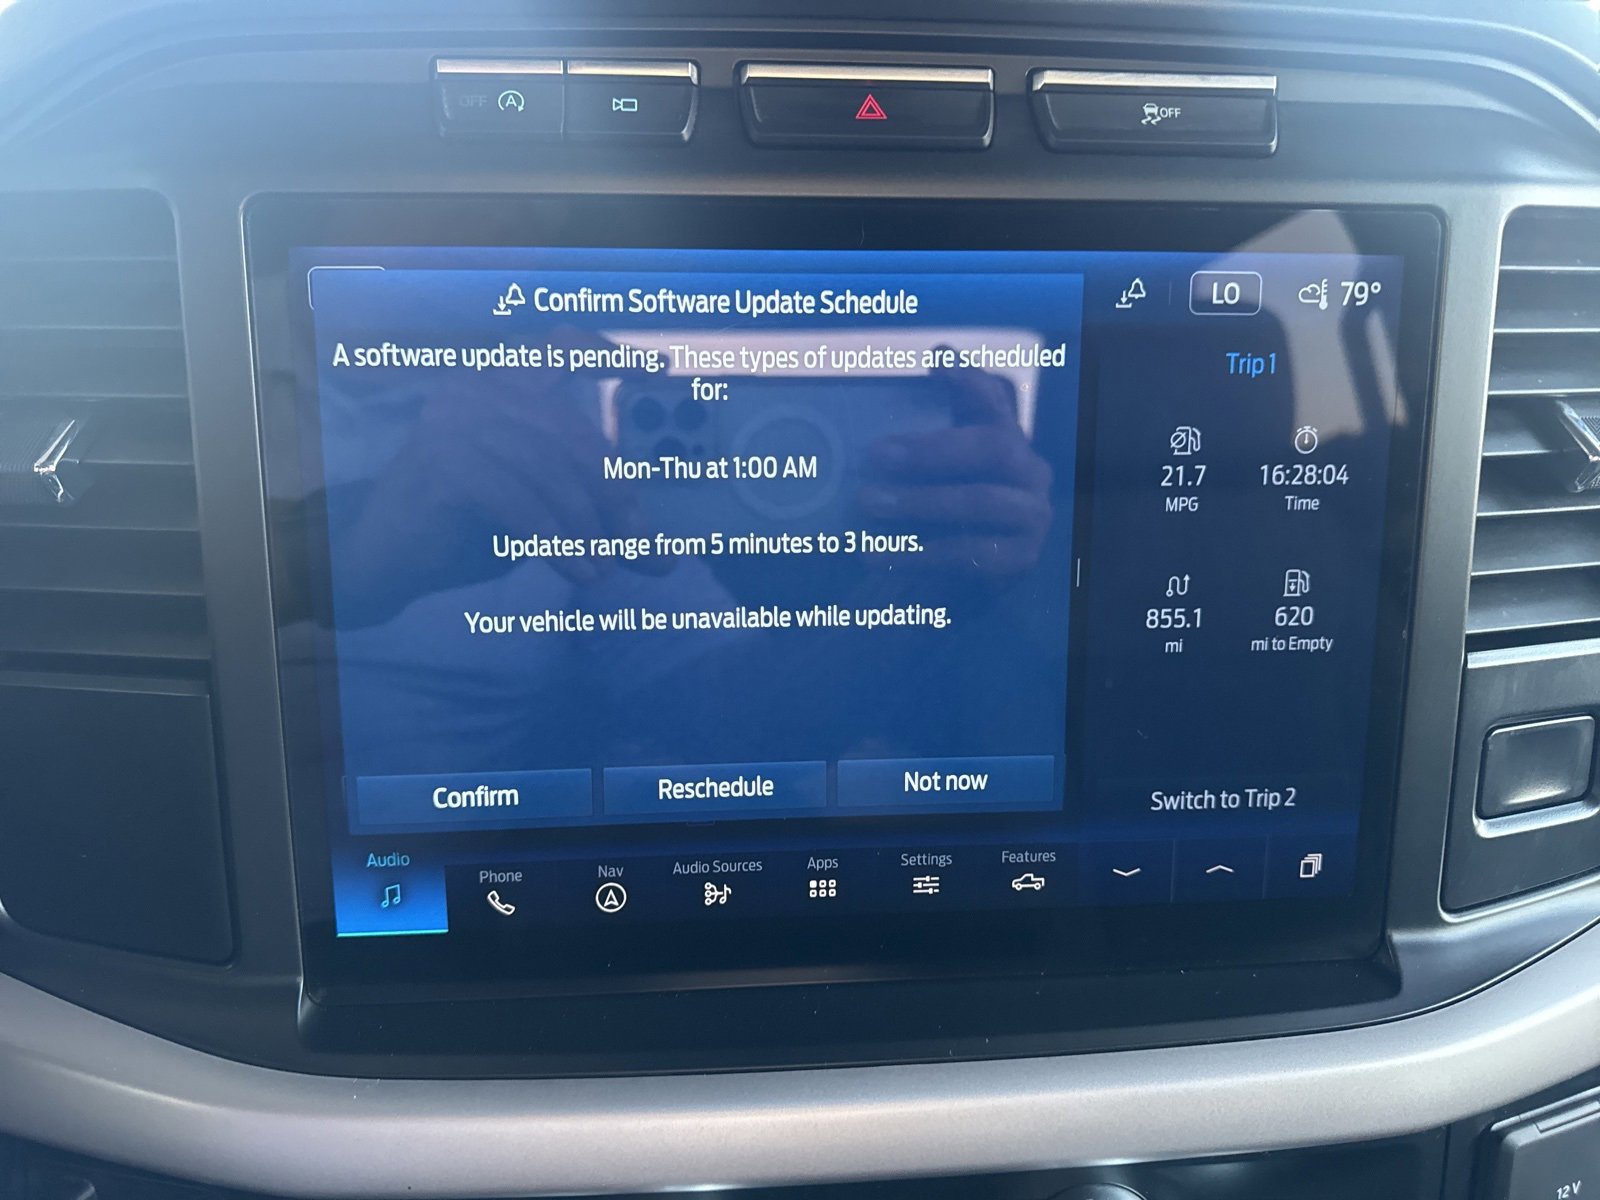 OFF A
OFF
Confirm Software Update Schedule
LO
79°
A software update is pending. These types of updates are scheduled
for:
Mon-Thu at 1:00 AM
Updates range from 5 minutes to 3 hours.
Your vehicle will be unavailable while updating.
Confirm
Reschedule
Not now
Trip 1
21.7
MPG
16:28:04
Time
855.1
mi
620
mi to Empty
Switch to Trip 2
Audio
Phone
Nav
Audio Sources
Apps
Settings
Features
12V